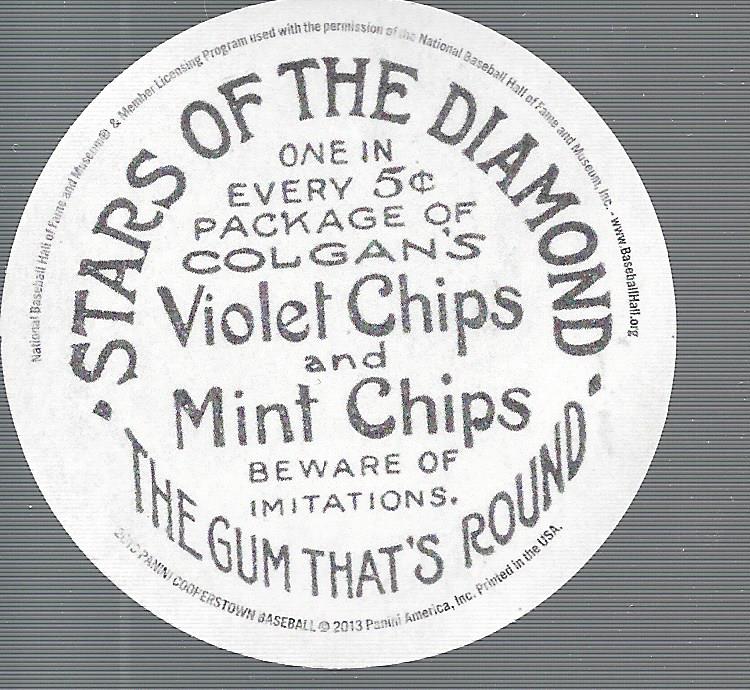 National Baseball Hall of Fame and Museum® & Member Licensing Program used with the permission of the National Baseball Hall of Fame and Museum, Inc. - www.BaseballHall.org
• STARS OF THE DIAMOND •
ONE IN
EVERY 5¢
PACKAGE OF
COLGAN'S
Violet Chips
and
Mint Chips
BEWARE OF
IMITATIONS.
THE GUM THAT'S ROUND
2013 PANINI COOPERSTOWN BASEBALL © 2013 Panini America, Inc. Printed in the USA.